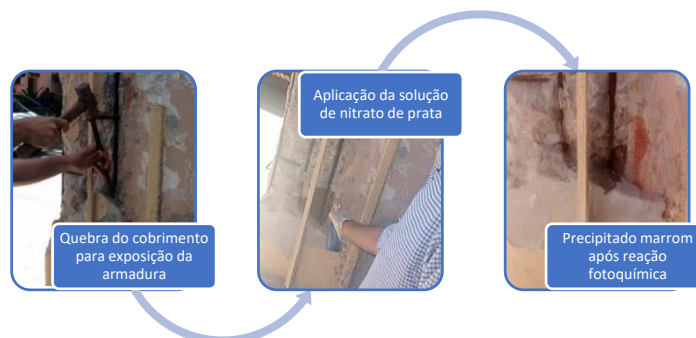 Quebra do cobrimento
para exposição da
armadura
Aplicação da solução
de nitrato de prata
Precipitado marrom
após reação
fotoquímica